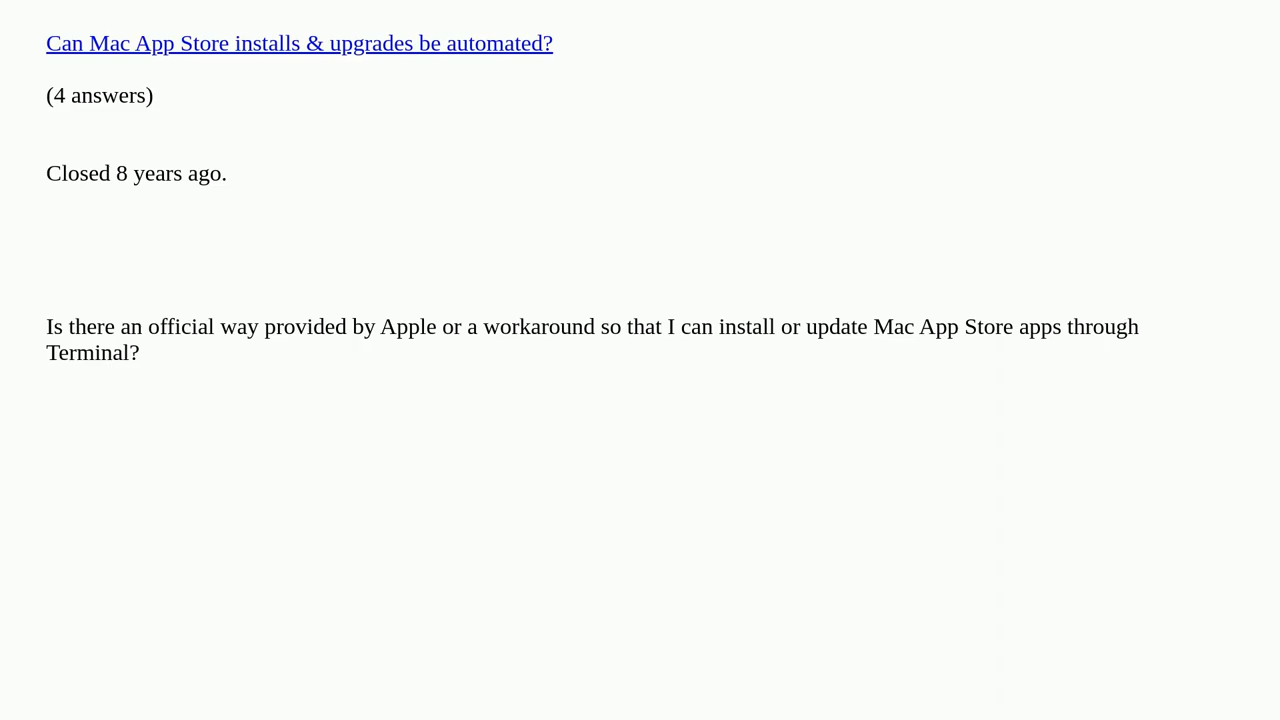 Can Mac App Store installs & upgrades be automated?
(4 answers)
Closed 8 years ago.
Is there an official way provided by Apple or a workaround so that I can install or update Mac App Store apps through
Terminal?